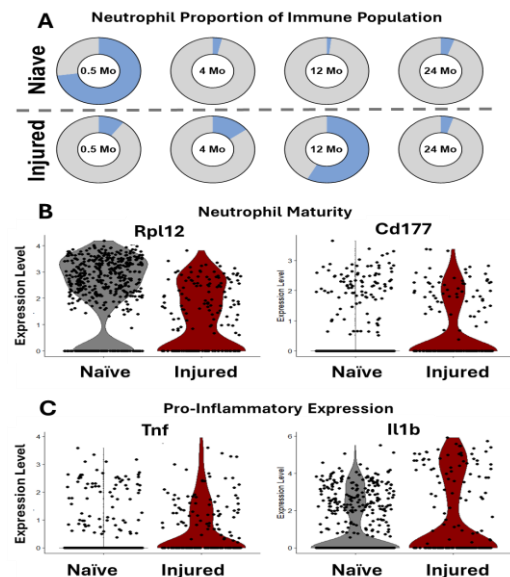 A Neutrophil Proportion of Immune Population
Niave
0.5 Mo 4 Mo 12 Mo 24 Mo
Injured
0.5 Mo 4 Mo 12 Mo 24 Mo
B Neutrophil Maturity
Rpl12 Cd177
Expression Level
4
3
2
1
0
Naïve Injured
Expression Level
3
2
1
0
Naïve Injured
C Pro-Inflammatory Expression
Tnf Il1b
Expression Level
4
3
2
1
0
Naïve Injured
Expression Level
6
4
2
0
Naïve Injured